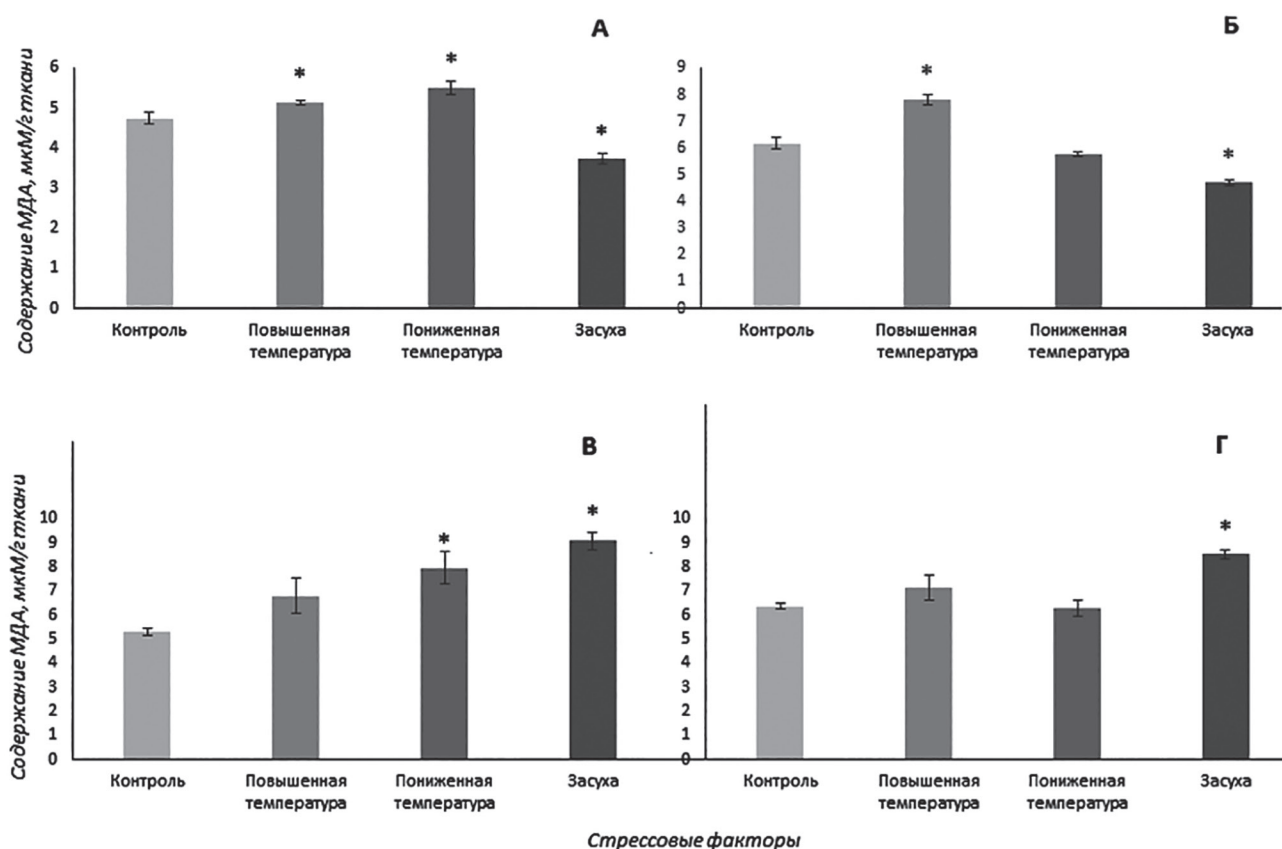 А
Содержание МДА, мкМ/г ткани
6
5
4
3
2
1
0
*
*
*
Контроль
Повышенная
температура
Пониженная
температура
Засуха
Б
9
8
7
6
5
4
3
2
1
0
*
*
Контроль
Повышенная
температура
Пониженная
температура
Засуха
В
Содержание МДА, мкМ/г ткани
10
9
8
7
6
5
4
3
2
1
0
*
*
Контроль
Повышенная
температура
Пониженная
температура
Засуха
Г
10
9
8
7
6
5
4
3
2
1
0
*
Контроль
Повышенная
температура
Пониженная
температура
Засуха
Стрессовые факторы